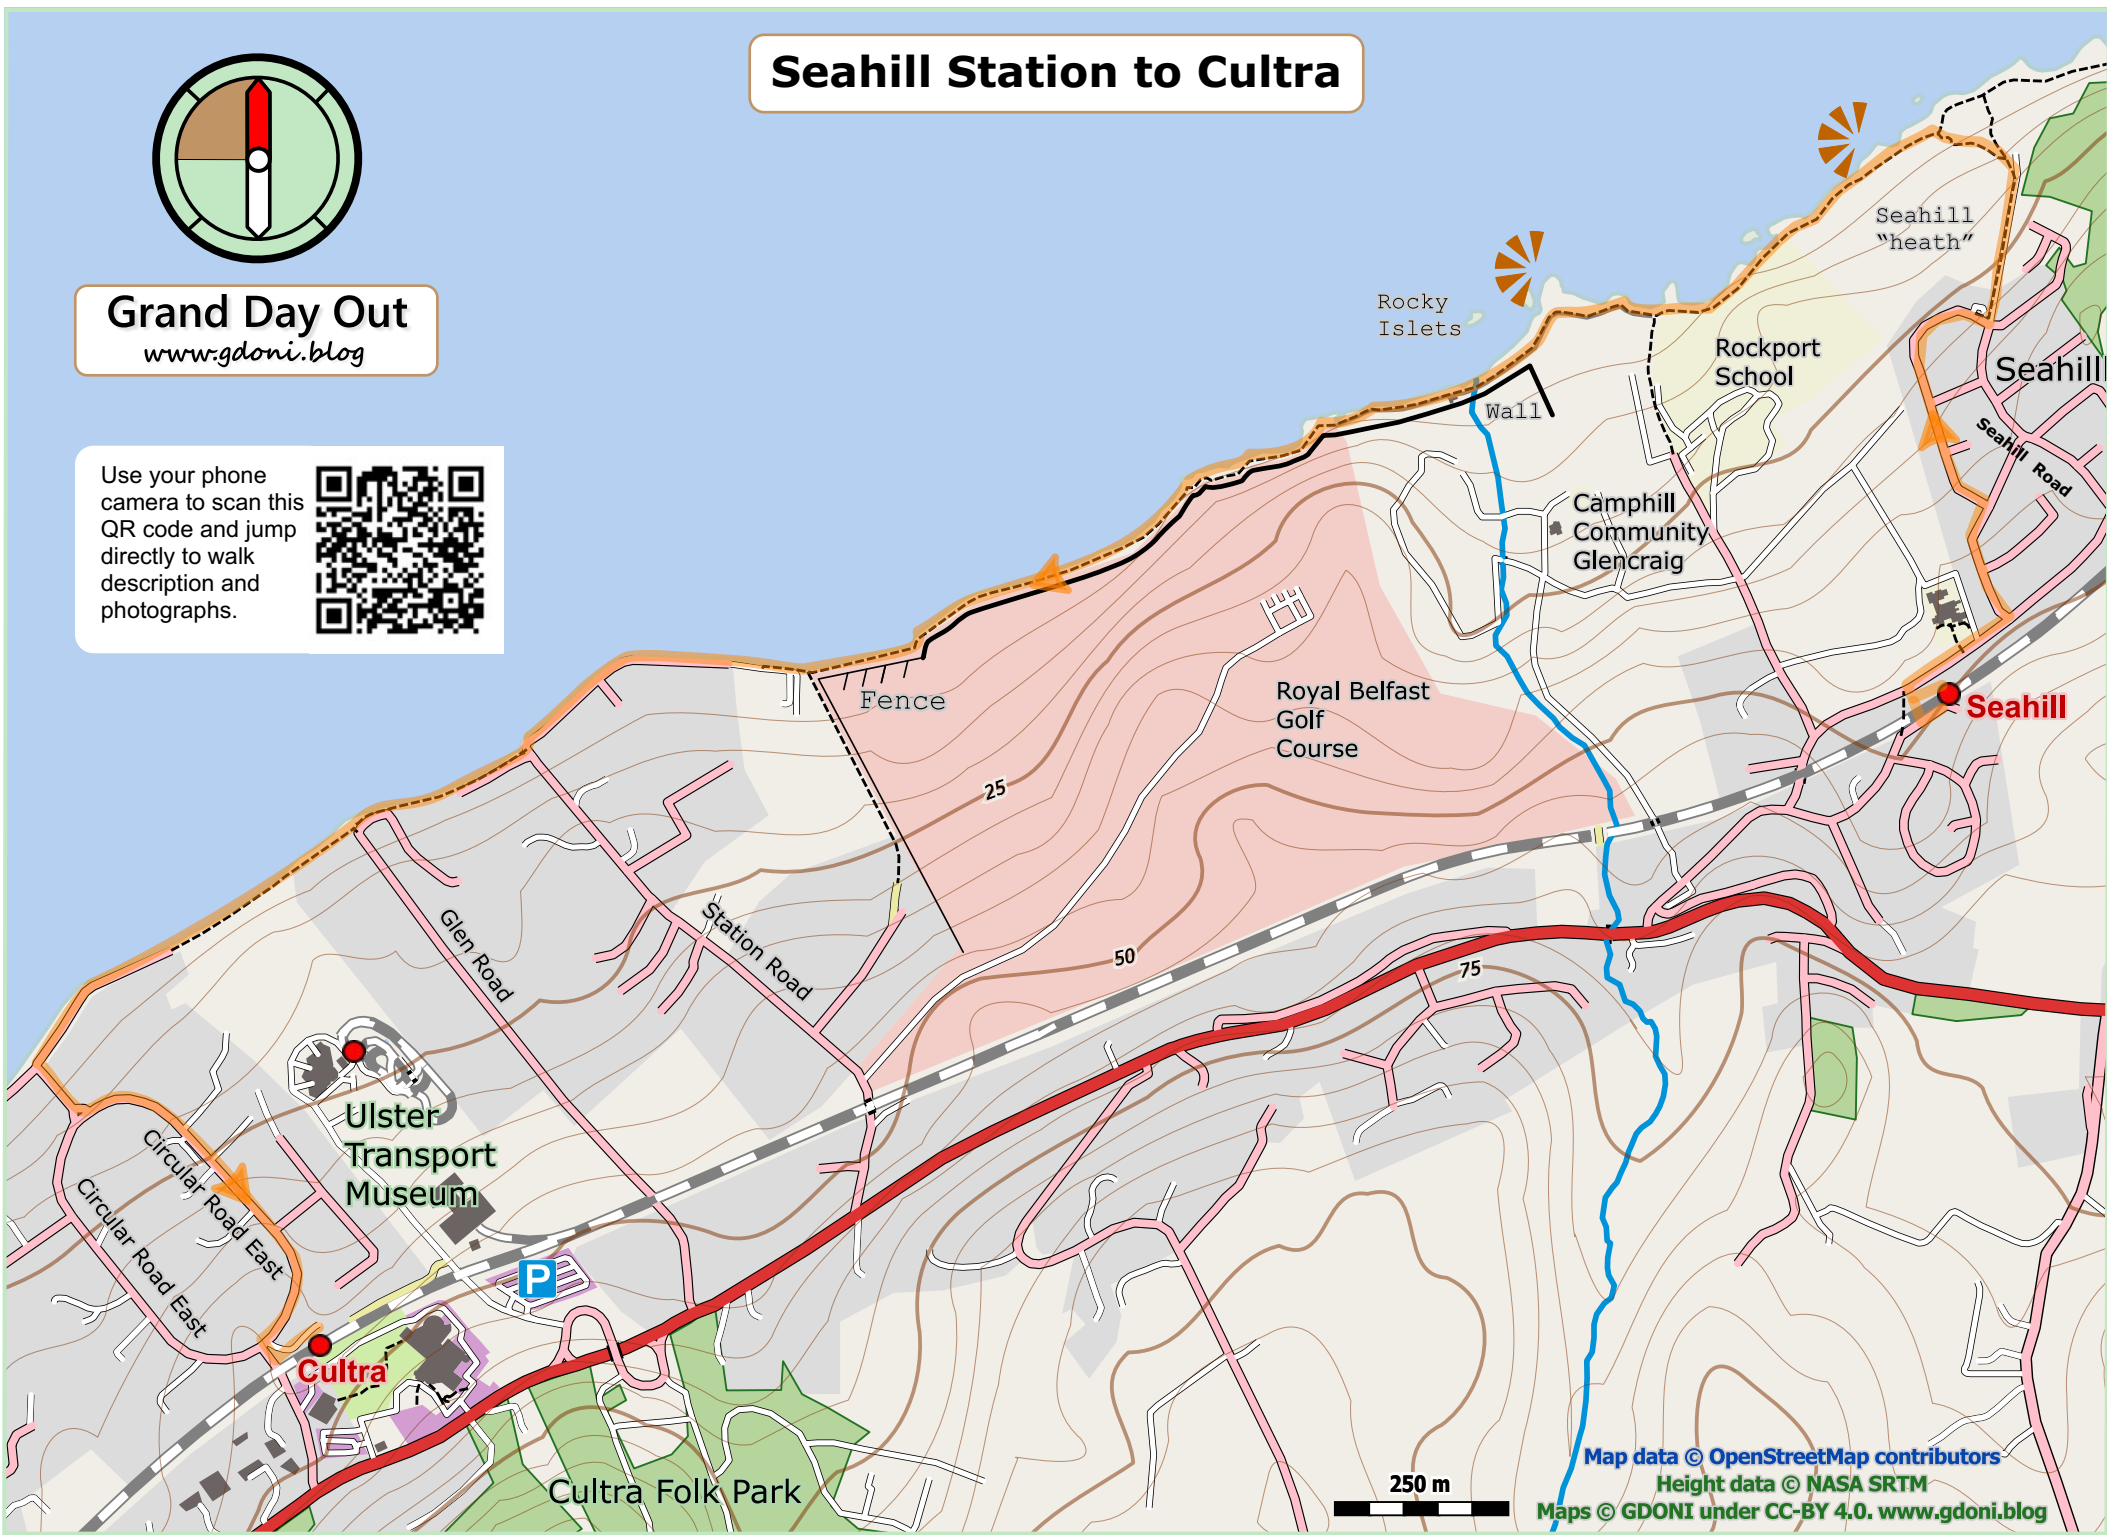 Seahill Station to Cultra
Grand Day Out
www.gdoni.blog
Use your phone
camera to scan this
QR code and jump
directly to walk
description and
photographs.
Seahill
“heath”
Rocky
Islets
Rockport
School
Seahill
Wall
Seahill Road
Camphill
Community
Glencraig
Fence
Royal Belfast
Golf
Course
Seahill
25
Glen Road
Station Road
50
75
Ulster
Transport
Museum
Circular Road East
Circular Road East
P
Cultra
Cultra Folk Park
250 m
Map data © OpenStreetMap contributors
Height data © NASA SRTM
Maps © GDONI under CC-BY 4.0. www.gdoni.blog